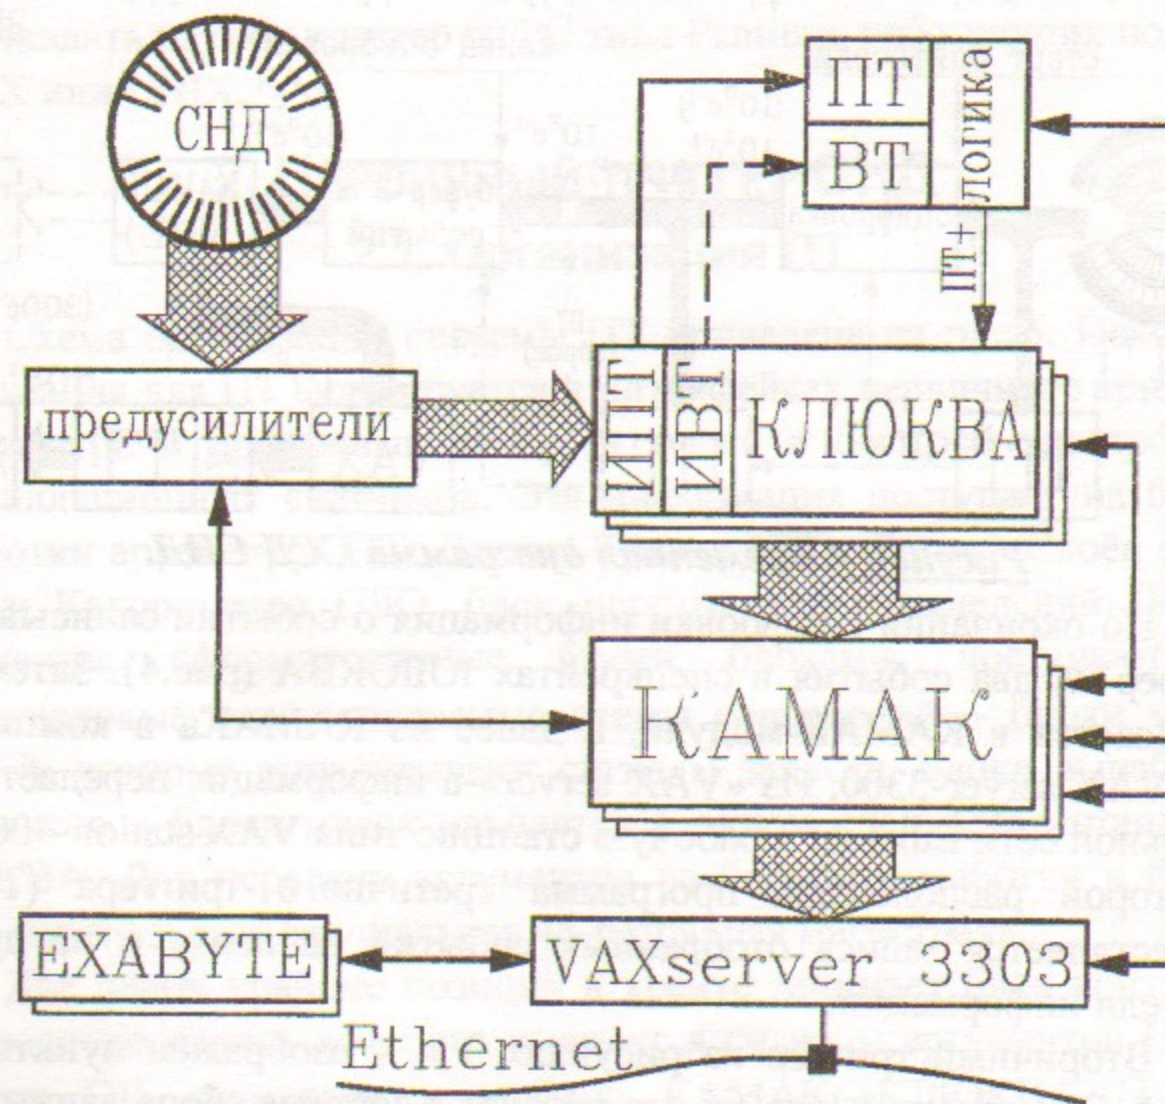 СНД
ПТ
ВТ
ЛОГИКА
ПТ+
предусилители
ИПТ
ИВТ
КЛЮКВА
КАМАК
EXABYTE
VAXserver 3303
Ethernet